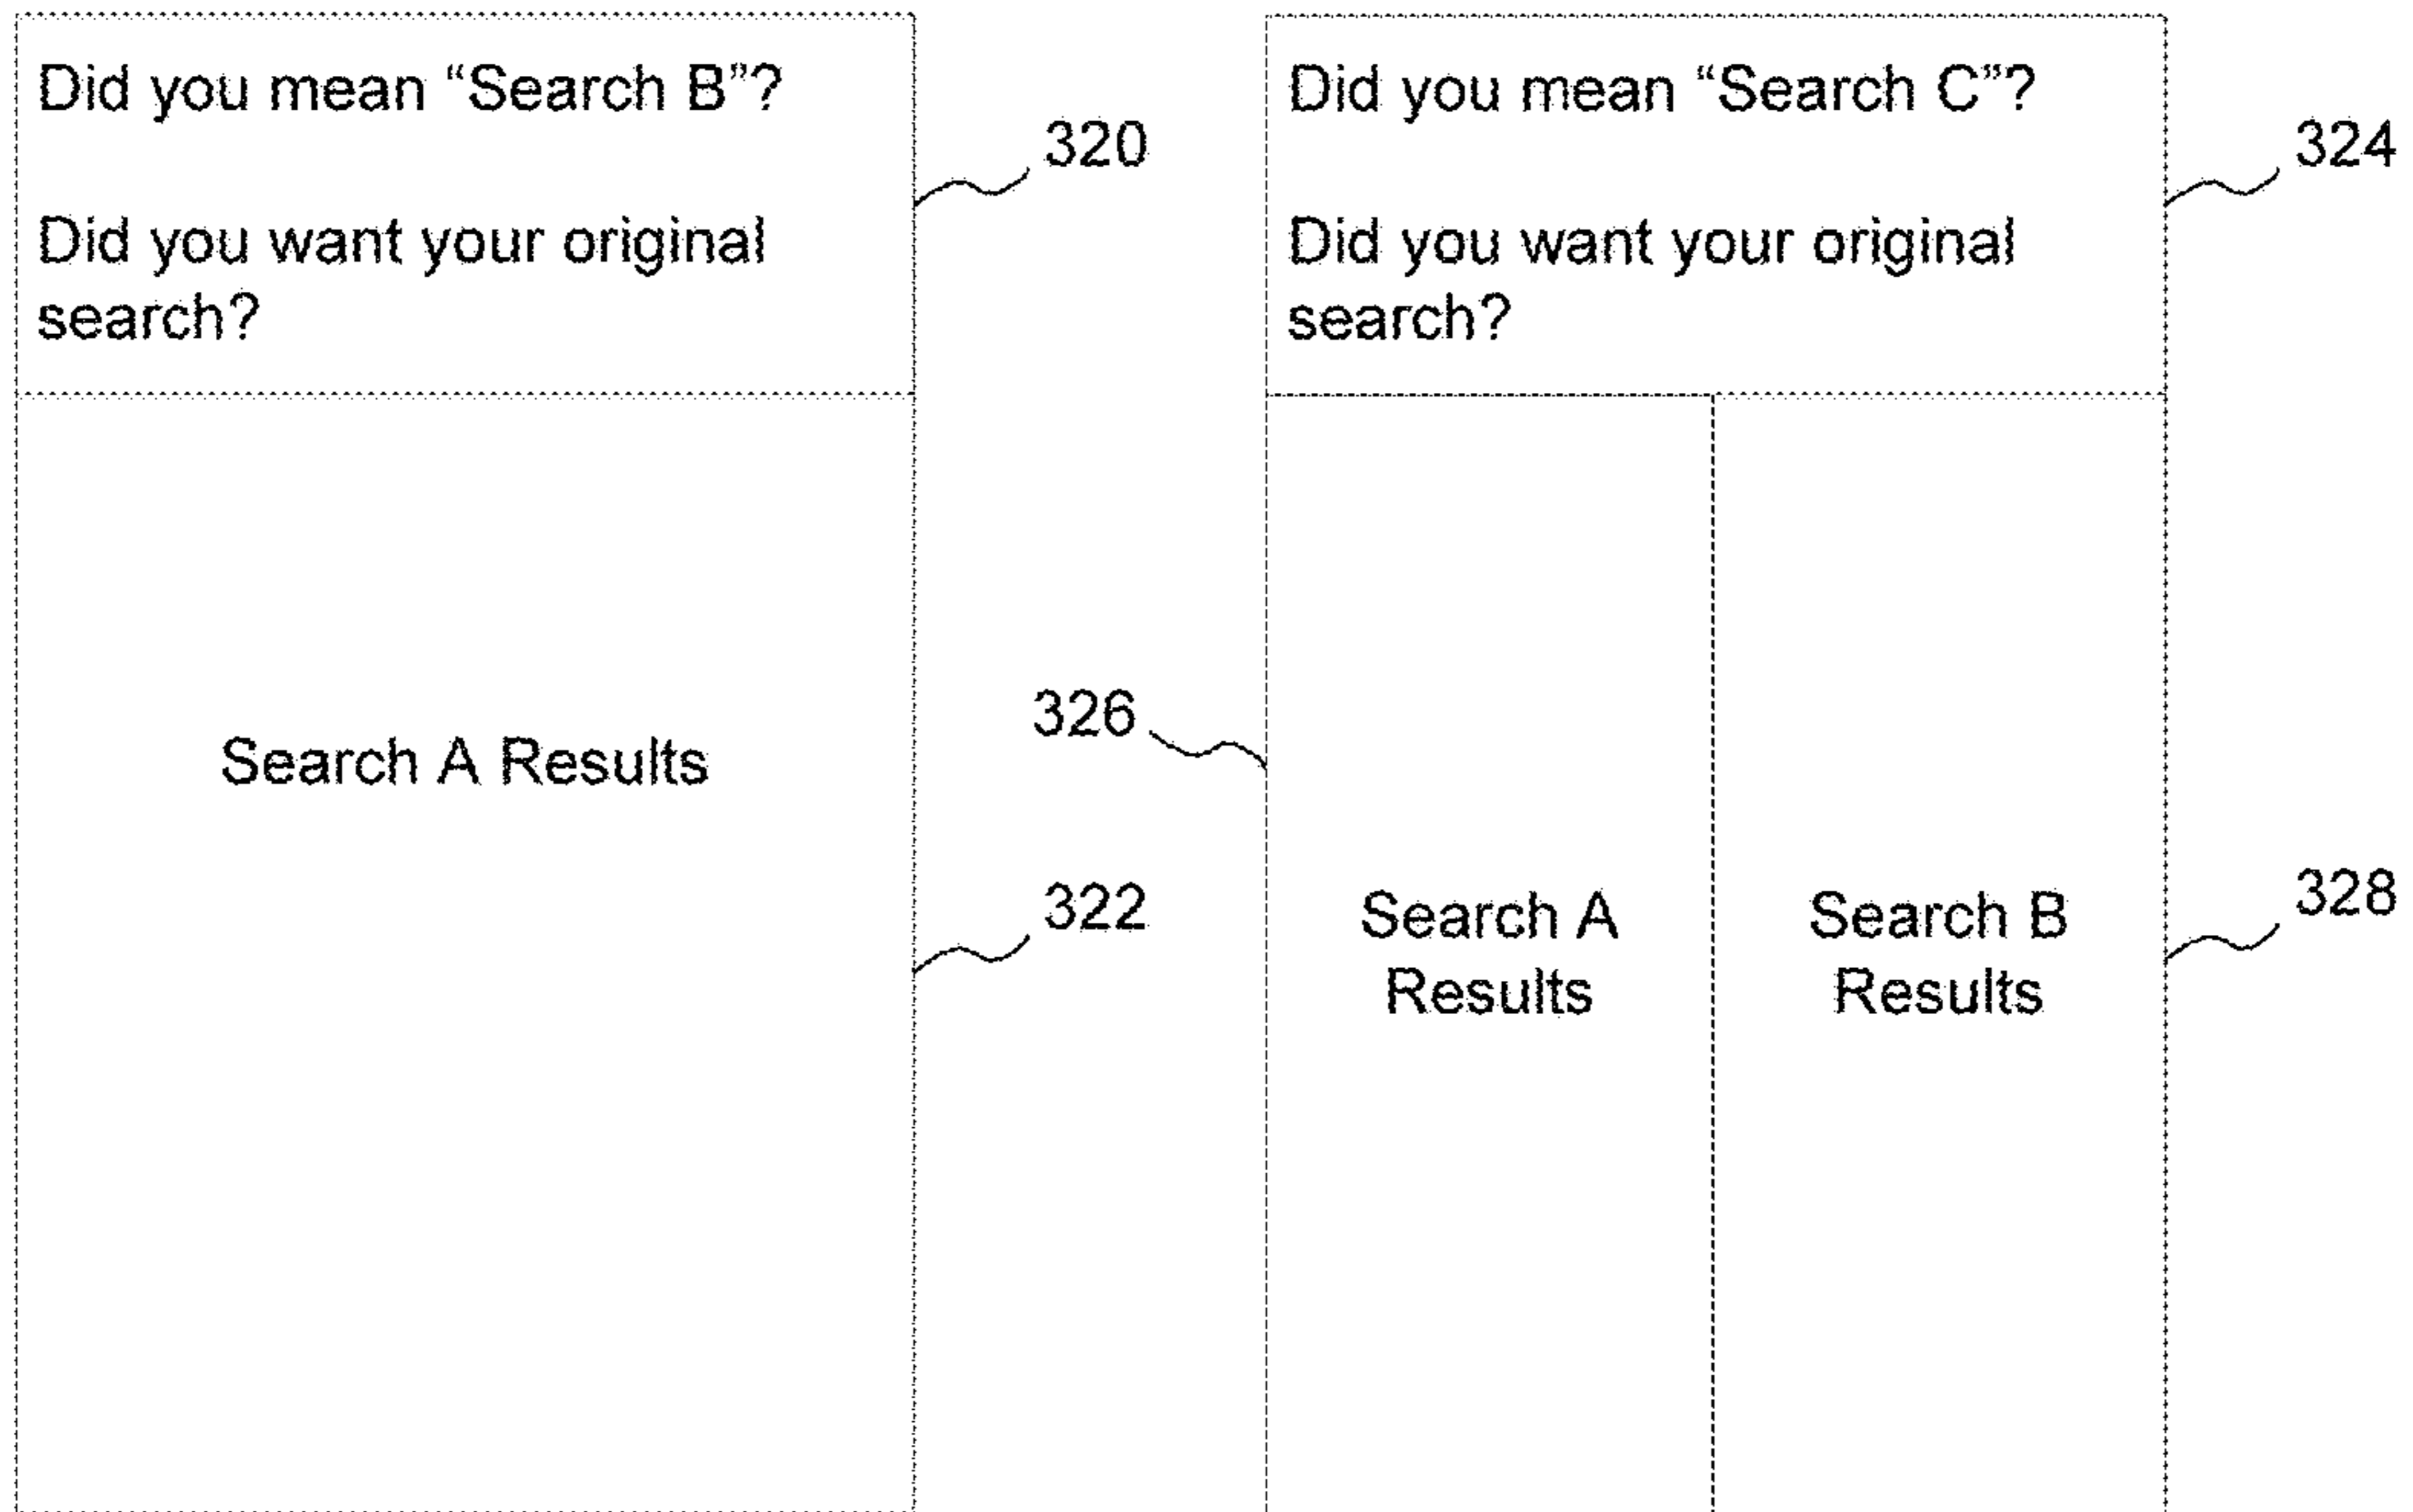 Did you mean “Search B”?
Did you want your original
search?
320
Search A Results
322
Did you mean “Search C”?
Did you want your original
search?
324
326
Search A
Results
Search B
Results
328